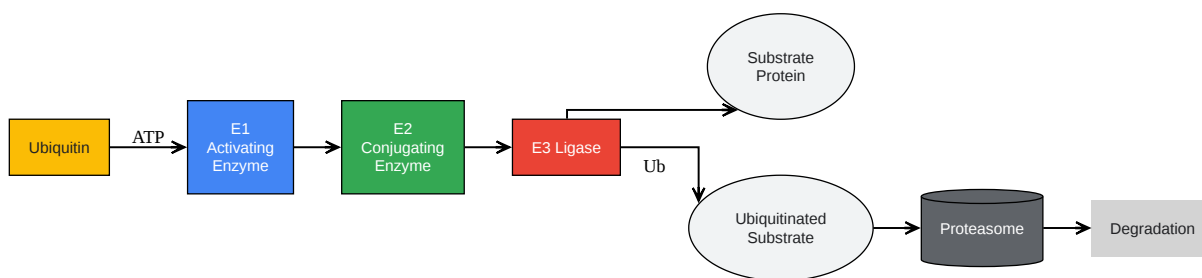 Ubiquitin
ATP
E1
Activating
Enzyme
E2
Conjugating
Enzyme
E3 Ligase
Substrate
Protein
Ub
Ubiquitinated
Substrate
Proteasome
Degradation